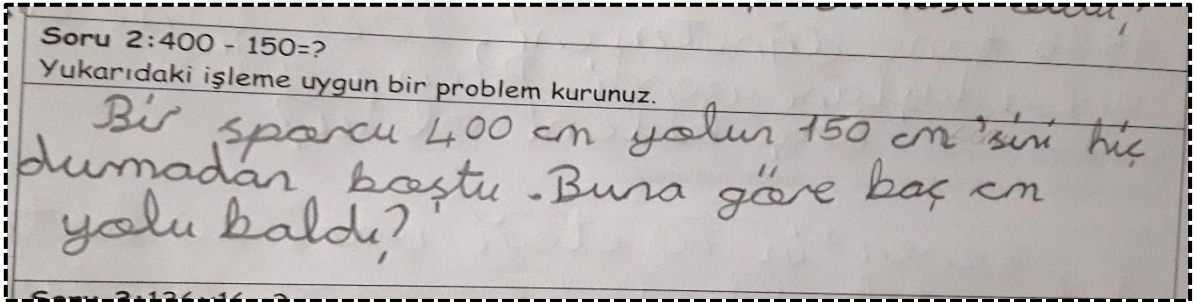 Soru 2:400 - 150=?
Yukarıdaki işleme uygun bir problem kurunuz.
Bir sporcu 400 cm yolun 150 cm'sini hiç
durmadan koştu. Buna göre kaç cm
yolu kaldı?